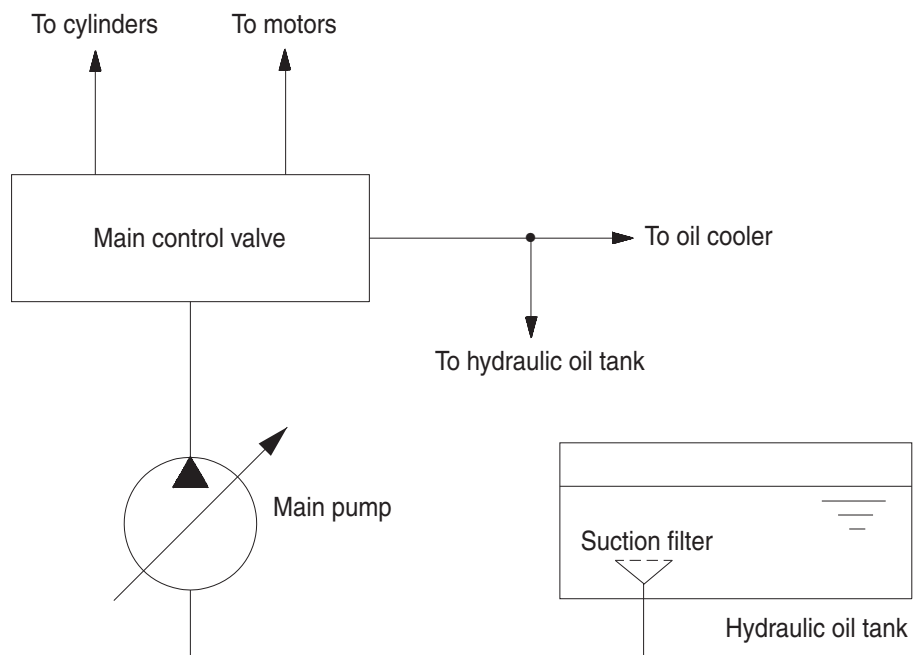 To cylinders
To motors
Main control valve
To oil cooler
To hydraulic oil tank
Main pump
Suction filter
Hydraulic oil tank